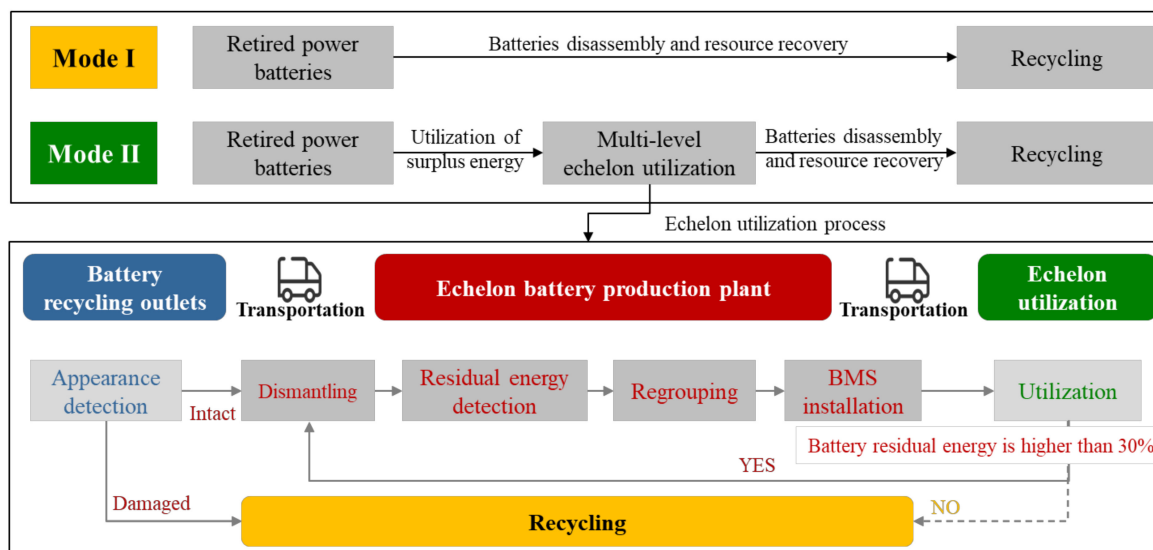 Mode I
Retired power
batteries
Batteries disassembly and resource recovery
Recycling
Mode II
Retired power
batteries
Utilization of
surplus energy
Multi-level
echelon utilization
Batteries disassembly
and resource recovery
Recycling
Echelon utilization process
Battery
recycling outlets
Transportation
Echelon battery production plant
Transportation
Echelon
utilization
Appearance
detection
Intact
Dismantling
Residual energy
detection
Regrouping
BMS
installation
Utilization
Battery residual energy is higher than 30%
YES
Damaged
Recycling
NO